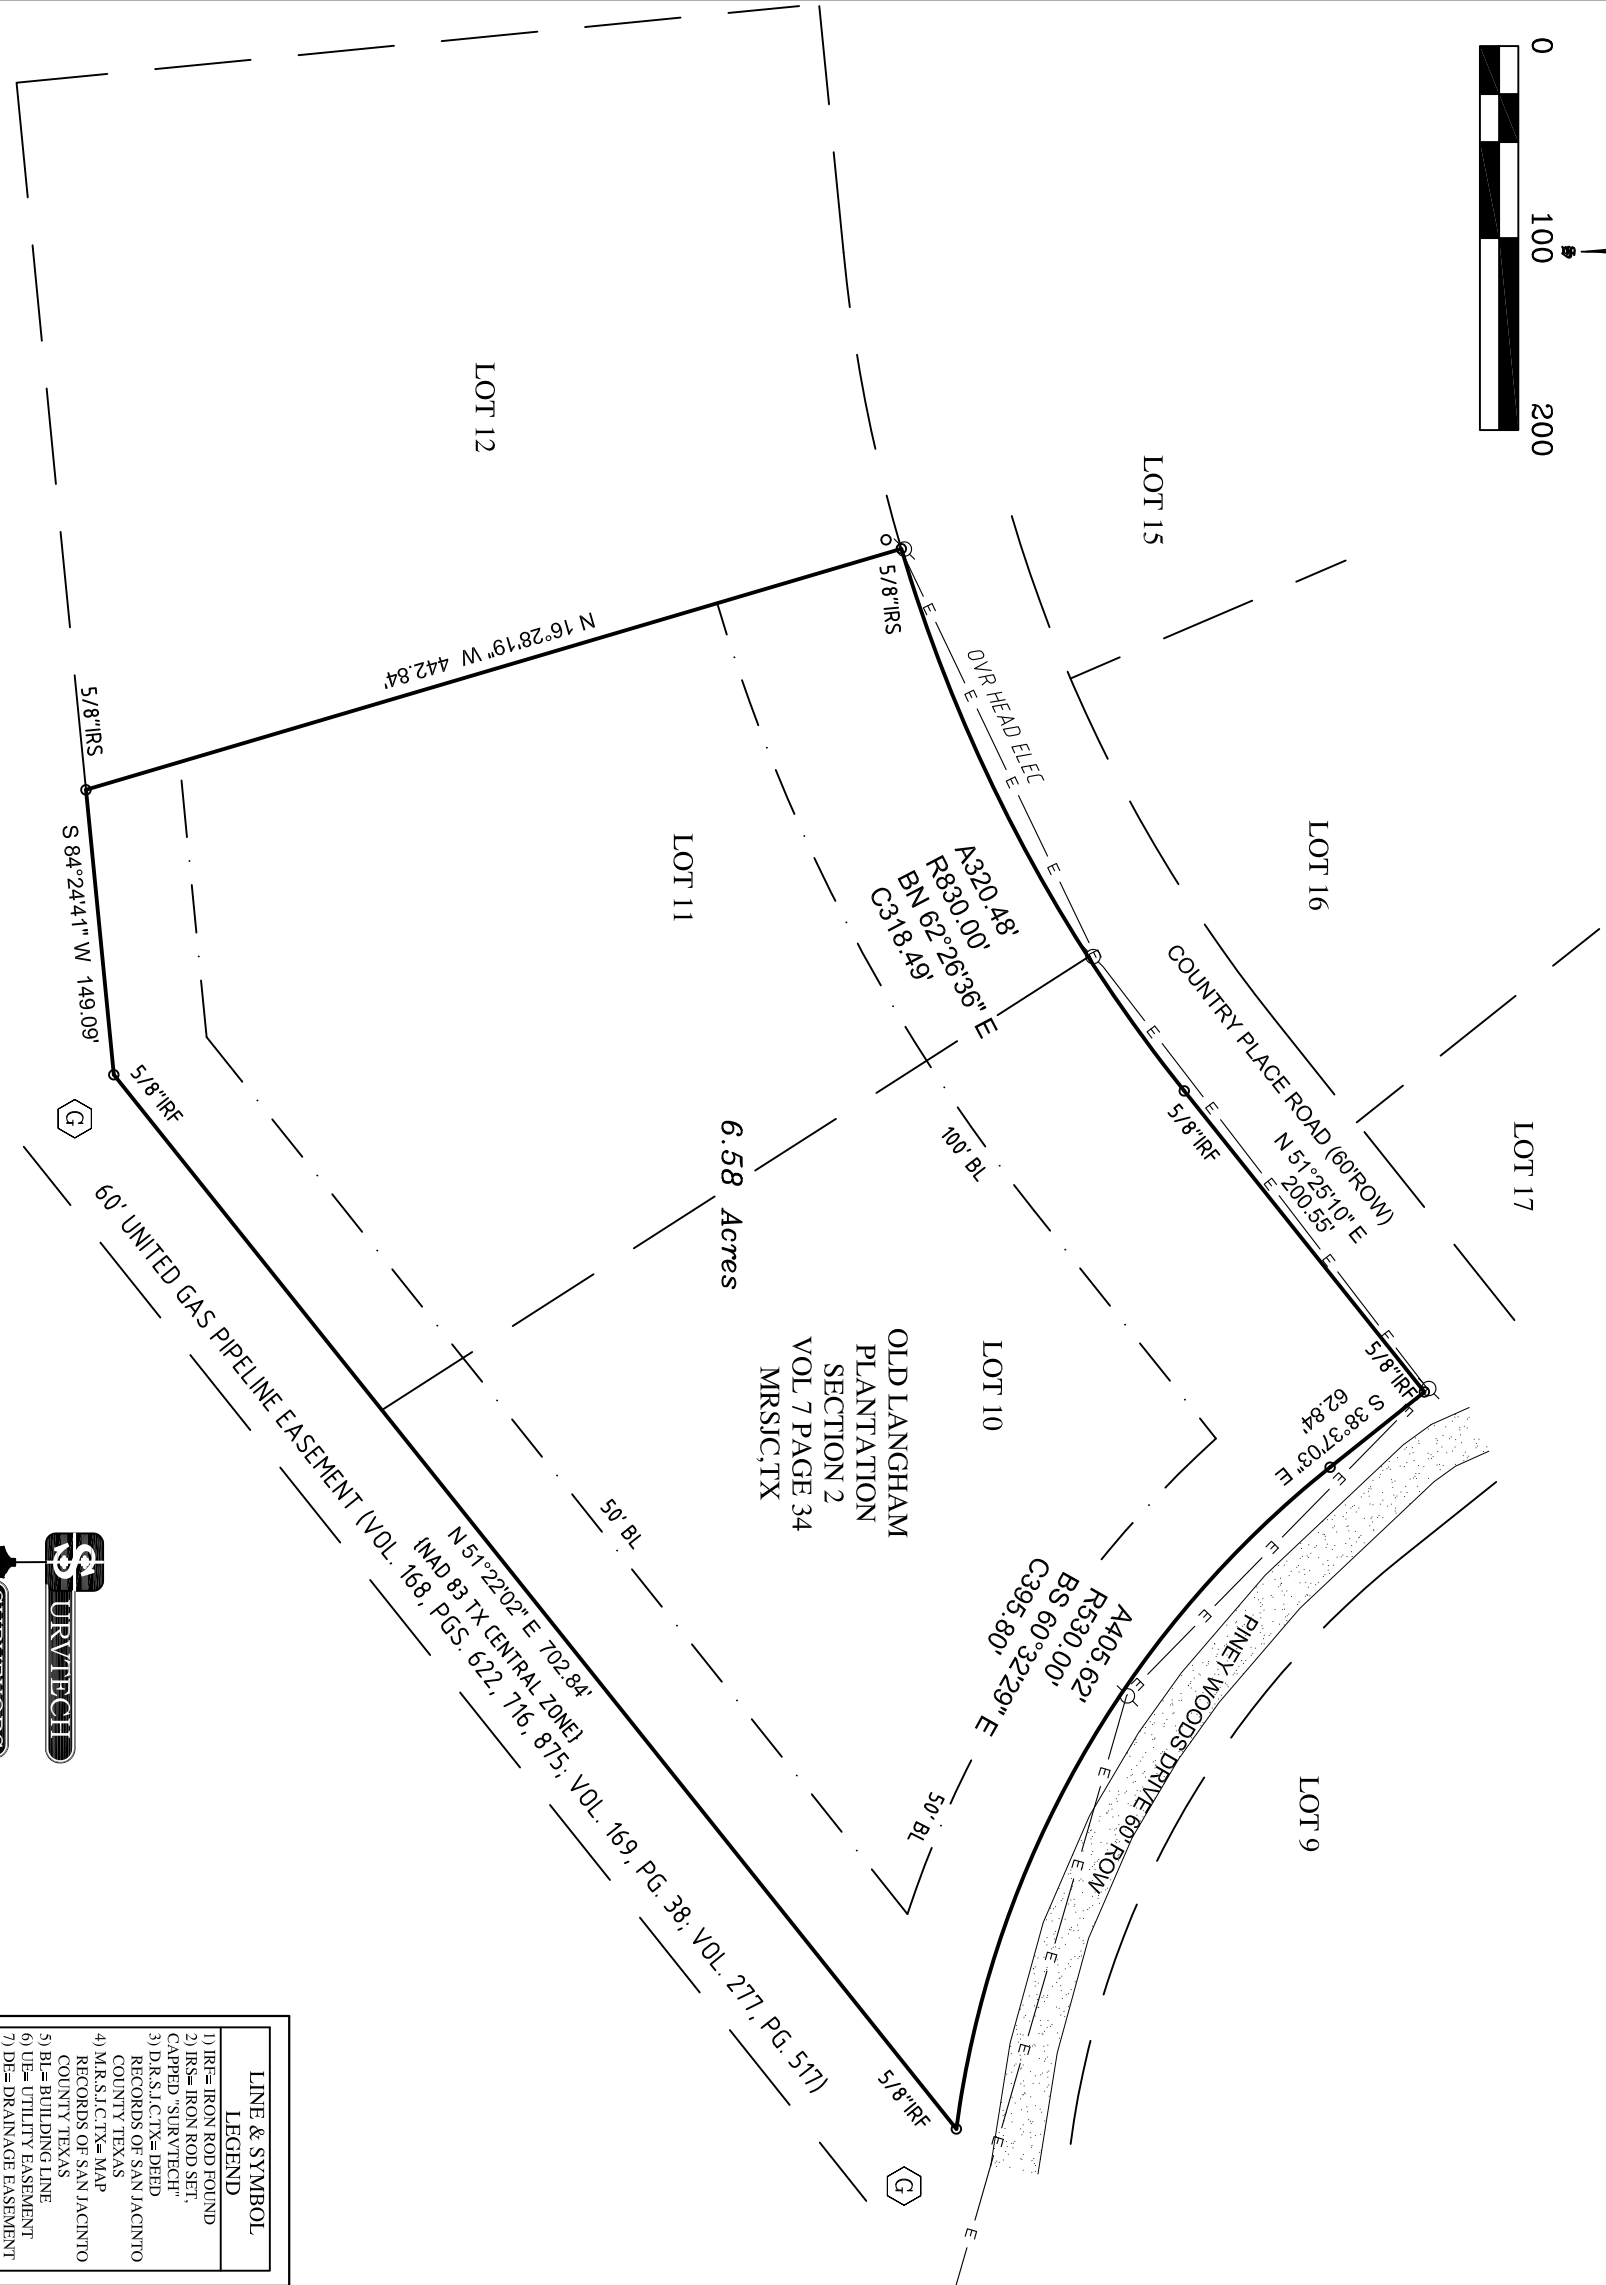 0 100 200
LOT 15
LOT 16
LOT 17
LOT 12
LOT 11
LOT 10
LOT 9
COUNTRY PLACE ROAD (60'ROW)
N 51°25'10" E
200.55'
OVR HEAD ELEC
E E E E E E E E E E
5/8"IRS
5/8"IRF
5/8"IRF
S 38°37'03" E
62.84'
A320.48'
R830.00'
BN 62°26'36" E
C318.49'
N 16°28'19" W 442.84'
5/8"IRS
S 84°24'41" W 149.09'
5/8"IRF
100' BL
6.58 Acres
OLD LANGHAM
PLANTATION
SECTION 2
VOL 7 PAGE 34
MRSJC,TX
A405.62'
R530.00'
BS 60°32'29" E
C395.80'
PINEY WOODS DRIVE 60' ROW
E E E E E E E E E E E
50' BL
50' BL
N 51°22'02" E 702.84'
{NAD 83 TX CENTRAL ZONE}
60' UNITED GAS PIPELINE EASEMENT (VOL. 168, PGS. 622, 716, 875; VOL. 169, PG. 38; VOL. 277, PG. 517)
5/8"IRF
G
G
SURVTECH
LINE & SYMBOL
LEGEND
1) IRF= IRON ROD FOUND
2) IRS= IRON ROD SET,
CAPPED "SURVTECH"
3) D.R.S.J.C.TX= DEED
RECORDS OF SAN JACINTO
COUNTY TEXAS
4) M.R.S.J.C.TX= MAP
RECORDS OF SAN JACINTO
COUNTY TEXAS
5) BL= BUILDING LINE
6) UE= UTILITY EASEMENT
7) DE= DRAINAGE EASEMENT